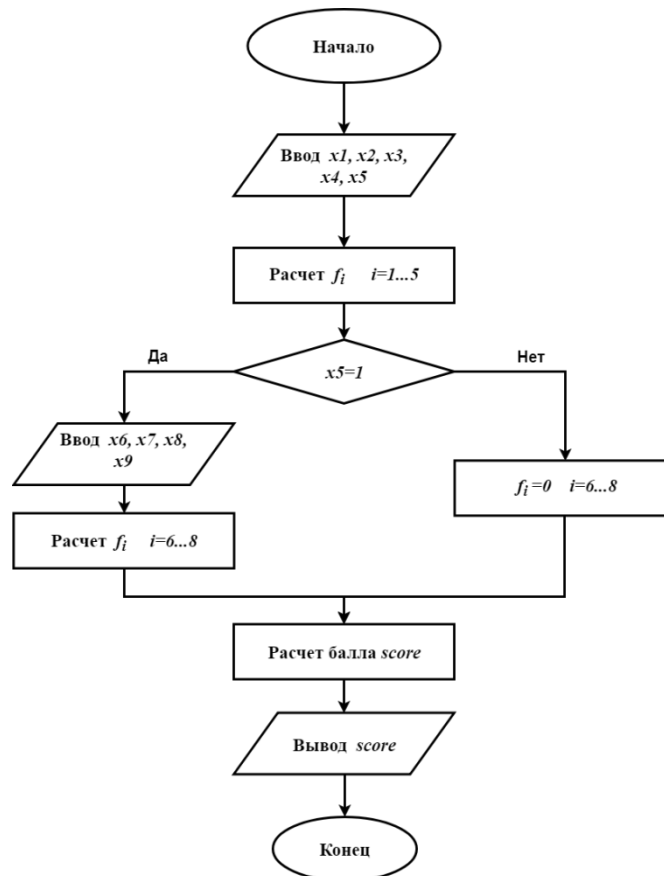 Начало
Ввод x1, x2, x3,
x4, x5
Расчет fi i=1...5
Да
Нет
x5=1
Ввод x6, x7, x8,
x9
fi =0 i=6...8
Расчет fi i=6...8
Расчет балла score
Вывод score
Конец